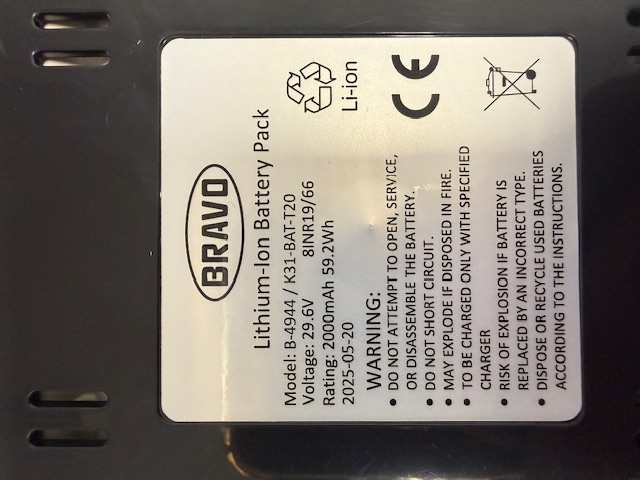 BRAVO
Lithium-Ion Battery Pack
Li-ion
CE
Model: B-4944 / K31-BAT-T20
Voltage: 29.6V 8INR19/66
Rating: 2000mAh 59.2Wh
2025-05-20
WARNING:
• DO NOT ATTEMPT TO OPEN, SERVICE,
OR DISASSEMBLE THE BATTERY.
• DO NOT SHORT CIRCUIT.
• MAY EXPLODE IF DISPOSED IN FIRE.
• TO BE CHARGED ONLY WITH SPECIFIED
CHARGER
• RISK OF EXPLOSION IF BATTERY IS
REPLACED BY AN INCORRECT TYPE.
• DISPOSE OR RECYCLE USED BATTERIES
ACCORDING TO THE INSTRUCTIONS.